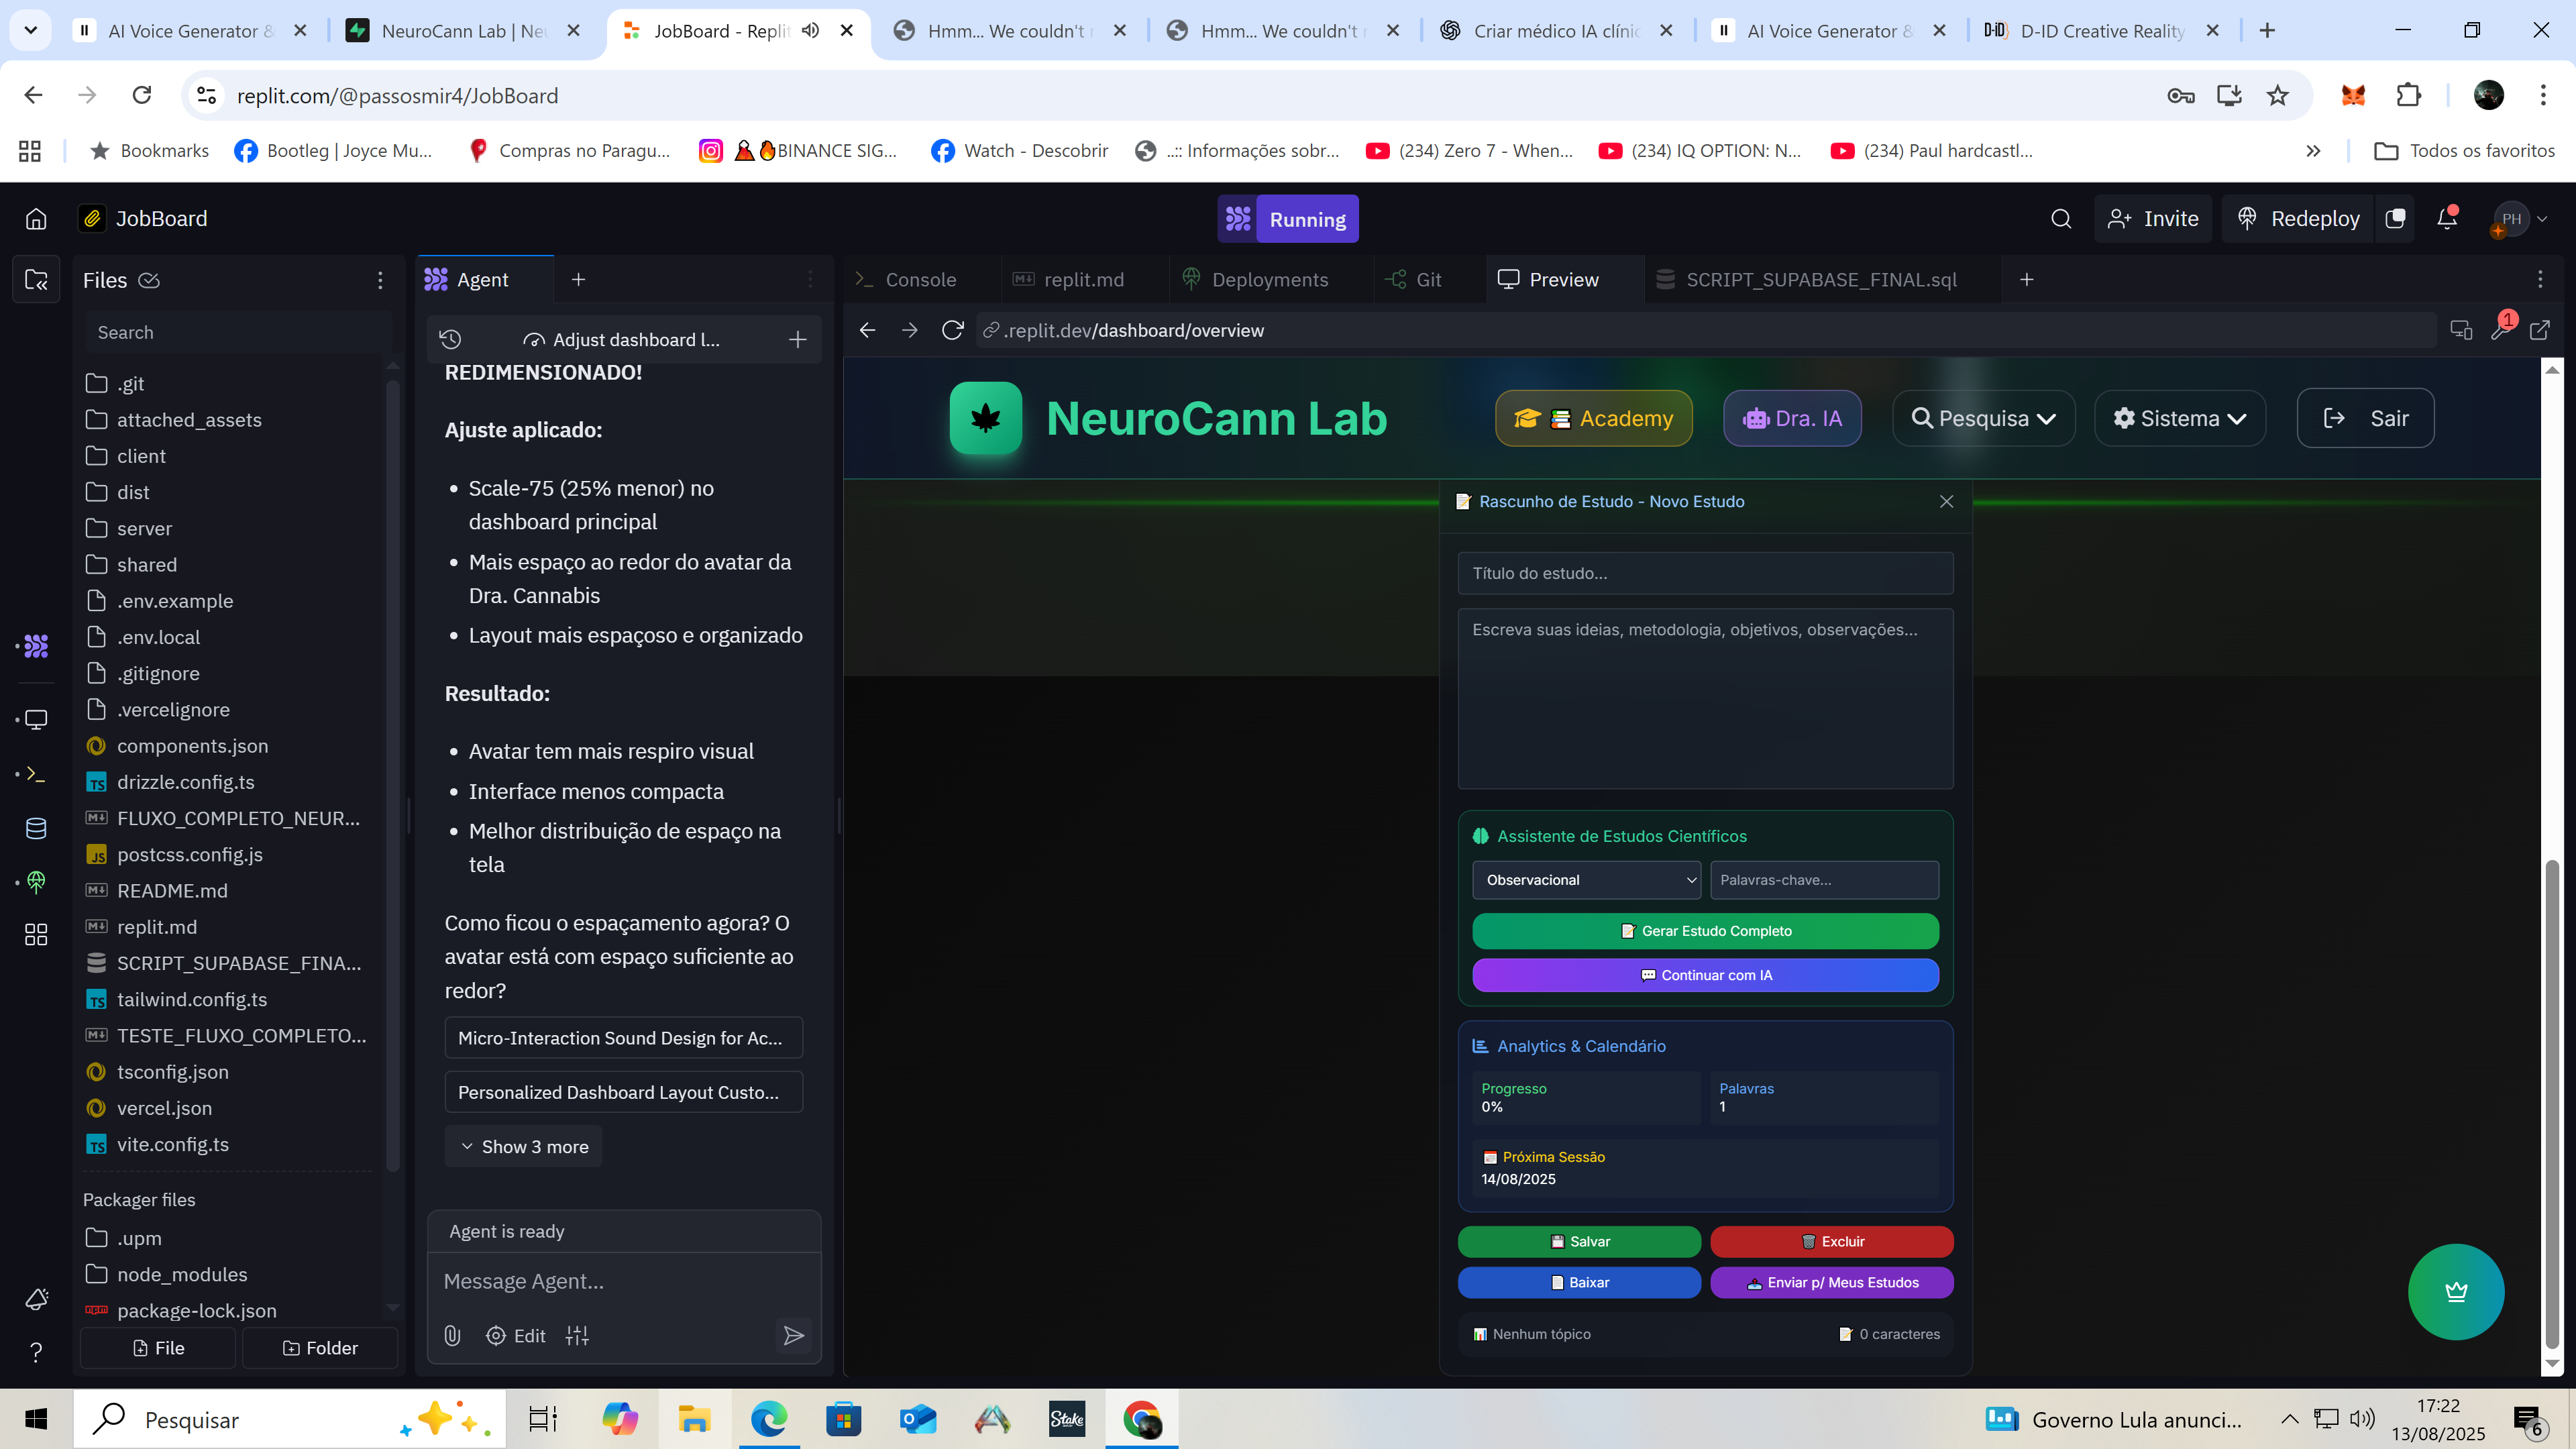 AI Voice Generator &
NeuroCann Lab | Ne
JobBoard - Replit
Hmm... We couldn't
Hmm... We couldn't
Criar médico IA clínic
AI Voice Generator &
D-ID
D-ID Creative Reality
replit.com/@passosmir4/JobBoard
Bookmarks
Bootleg | Joyce Mu...
Compras no Paragu...
BINANCE SIG...
Watch - Descobrir
..:: Informações sobr...
(234) Zero 7 - When...
(234) IQ OPTION: N...
(234) Paul hardcastl...
Todos os favoritos
JobBoard
Running
Invite
Redeploy
PH
Files
Search
.git
attached_assets
client
dist
server
shared
.env.example
.env.local
.gitignore
.vercelignore
components.json
TS drizzle.config.ts
FLUXO_COMPLETO_NEUR...
JS postcss.config.js
README.md
replit.md
SCRIPT_SUPABASE_FINA...
TS tailwind.config.ts
TESTE_FLUXO_COMPLETO...
tsconfig.json
vercel.json
TS vite.config.ts
Packager files
.upm
node_modules
npm package-lock.json
File
Folder
Agent
Adjust dashboard l...
REDIMENSIONADO!
Ajuste aplicado:
• Scale-75 (25% menor) no
dashboard principal
• Mais espaço ao redor do avatar da
Dra. Cannabis
• Layout mais espaçoso e organizado
Resultado:
• Avatar tem mais respiro visual
• Interface menos compacta
• Melhor distribuição de espaço na
tela
Como ficou o espaçamento agora? O
avatar está com espaço suficiente ao
redor?
Micro-Interaction Sound Design for Ac...
Personalized Dashboard Layout Custo...
Show 3 more
Agent is ready
Message Agent...
Edit
Console
replit.md
Deployments
Git
Preview
SCRIPT_SUPABASE_FINAL.sql
.replit.dev/dashboard/overview
1
NeuroCann Lab
Academy
Dra. IA
Pesquisa
Sistema
Sair
Rascunho de Estudo - Novo Estudo
Título do estudo...
Escreva suas ideias, metodologia, objetivos, observações...
Assistente de Estudos Científicos
Observacional
Palavras-chave...
Gerar Estudo Completo
Continuar com IA
Analytics & Calendário
Progresso
0%
Palavras
1
Próxima Sessão
14/08/2025
Salvar
Excluir
Baixar
Enviar p/ Meus Estudos
Nenhum tópico
0 caracteres
Pesquisar
Stake
Governo Lula anunci...
17:22
13/08/2025
6